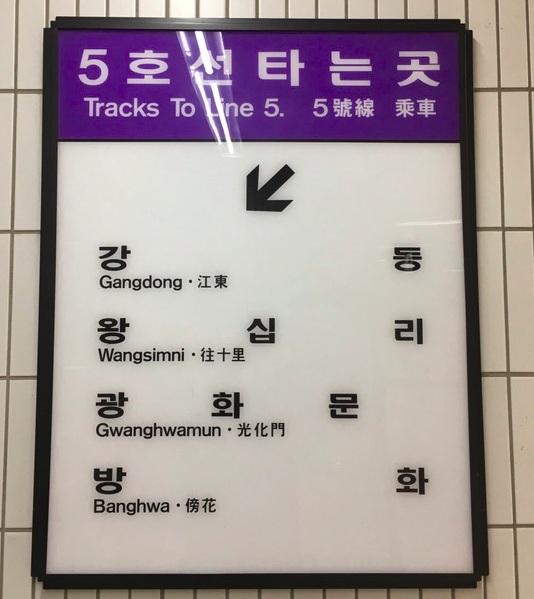 5호선 타는 곳
Tracks To Line 5. 5號線 乘車
강동
Gangdong · 江東
왕십리
Wangsimni · 往十里
광화문
Gwanghwamun · 光化門
방화
Banghwa · 傍花